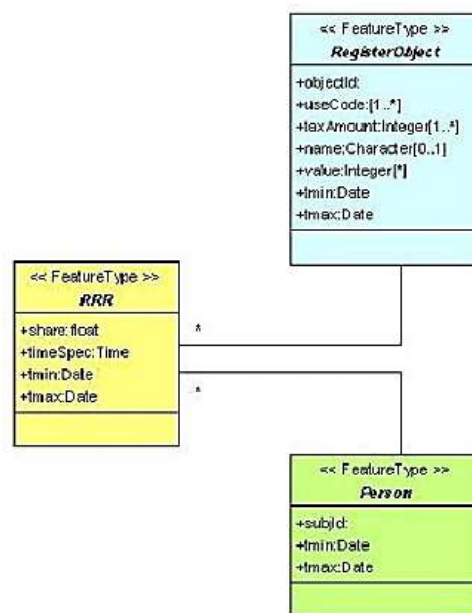 << FeatureType >>
RegisterObject
+objectId:
+useCode:[1..*]
+taxAmount:Integer[1..*]
+name:Character[0..1]
+value:Integer[*]
+tmin:Date
+tmax:Date
<< FeatureType >>
RRR
+share:float
+timeSpec:Time
+tmin:Date
+tmax:Date
*
*
<< FeatureType >>
Person
+subjId:
+tmin:Date
+tmax:Date